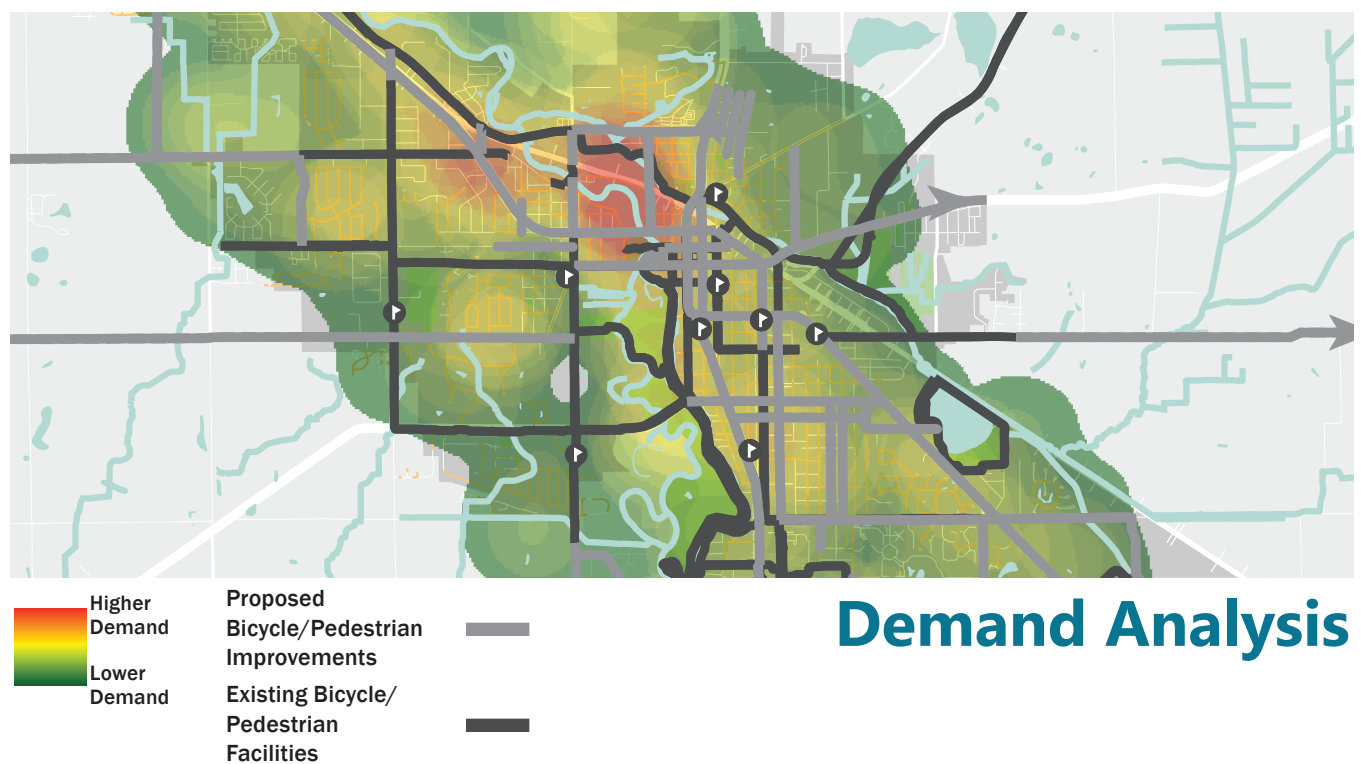 Higher
Demand
Lower
Demand
Proposed
Bicycle/Pedestrian
Improvements
Existing Bicycle/
Pedestrian
Facilities
Demand Analysis